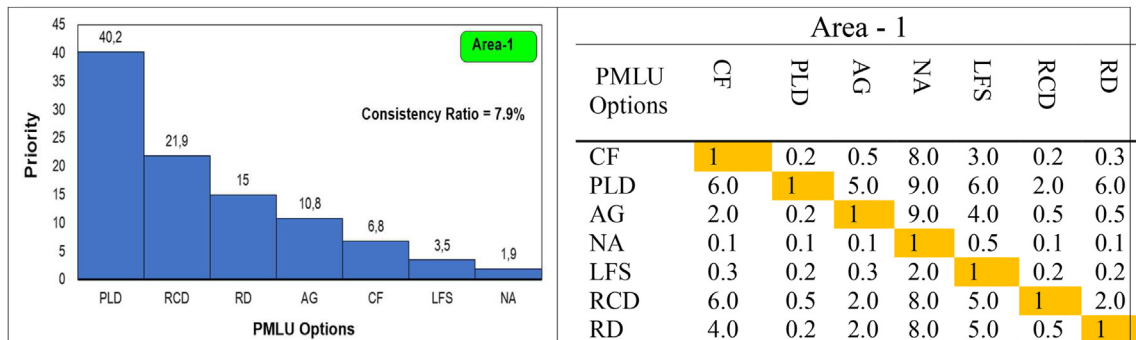 45
40
35
30
25
20
15
10
5
0
Priority
40,2
21,9
15
10,8
6,8
3,5
1,9
Area-1
Consistency Ratio = 7.9%
PLD RCD RD AG CF LFS NA
PMLU Options
Area - 1
PMLU Options CF PLD AG NA LFS RCD RD
CF 1 0.2 0.5 8.0 3.0 0.2 0.3
PLD 6.0 1 5.0 9.0 6.0 2.0 6.0
AG 2.0 0.2 1 9.0 4.0 0.5 0.5
NA 0.1 0.1 0.1 1 0.5 0.1 0.1
LFS 0.3 0.2 0.3 2.0 1 0.2 0.2
RCD 6.0 0.5 2.0 8.0 5.0 1 2.0
RD 4.0 0.2 2.0 8.0 5.0 0.5 1